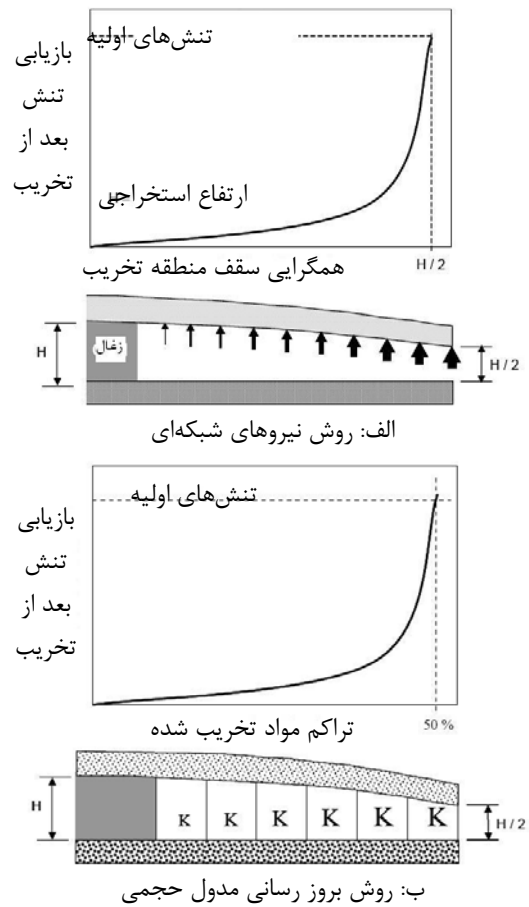 بازیابی
تنش
بعد از
تخریب
تنش‌های اولیه
ارتفاع استخراجی
H / 2
همگرایی سقف منطقه تخریب
H
زغال
H / 2
الف: روش نیروهای شبکه‌ای
بازیابی
تنش
بعد از
تخریب
تنش‌های اولیه
50 %
تراکم مواد تخریب شده
H
K K K K K K
H / 2
ب: روش بروز رسانی مدول حجمی